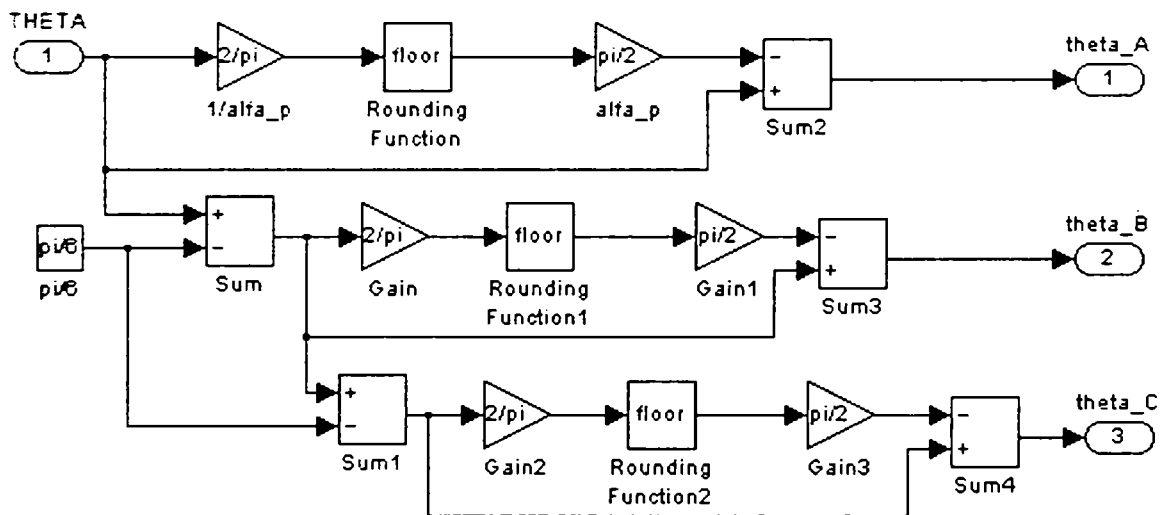 THETA
1
2/pi
1/alfa_p
floor
Rounding
Function
pi/2
alfa_p
-
+
Sum2
theta_A
1
pi/6
pi/6
+
-
Sum
2/pi
Gain
floor
Rounding
Function1
pi/2
Gain1
-
+
Sum3
theta_B
2
+
-
Sum1
2/pi
Gain2
floor
Rounding
Function2
pi/2
Gain3
-
+
Sum4
theta_C
3